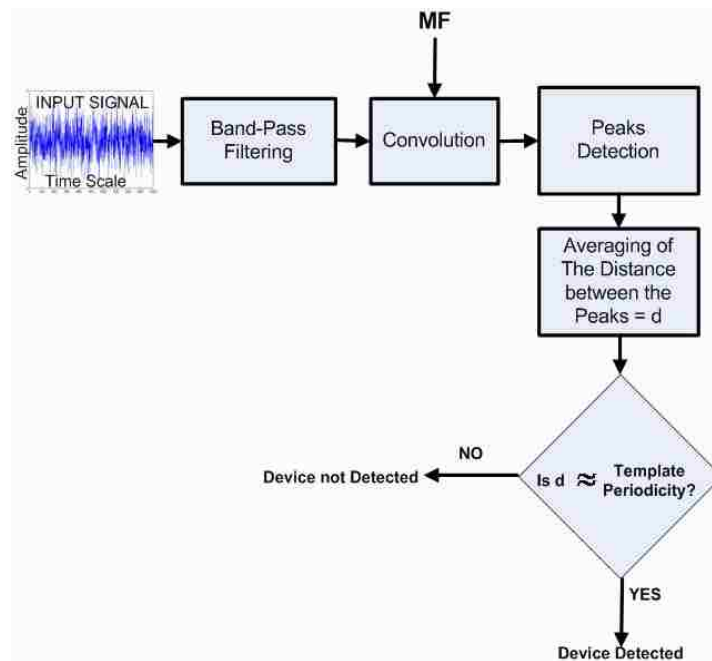 MF
INPUT SIGNAL
Amplitude
Time Scale
Band-Pass
Filtering
Convolution
Peaks
Detection
Averaging of
The Distance
between the
Peaks = d
NO
Device not Detected
Is d ≈ Template
Periodicity?
YES
Device Detected